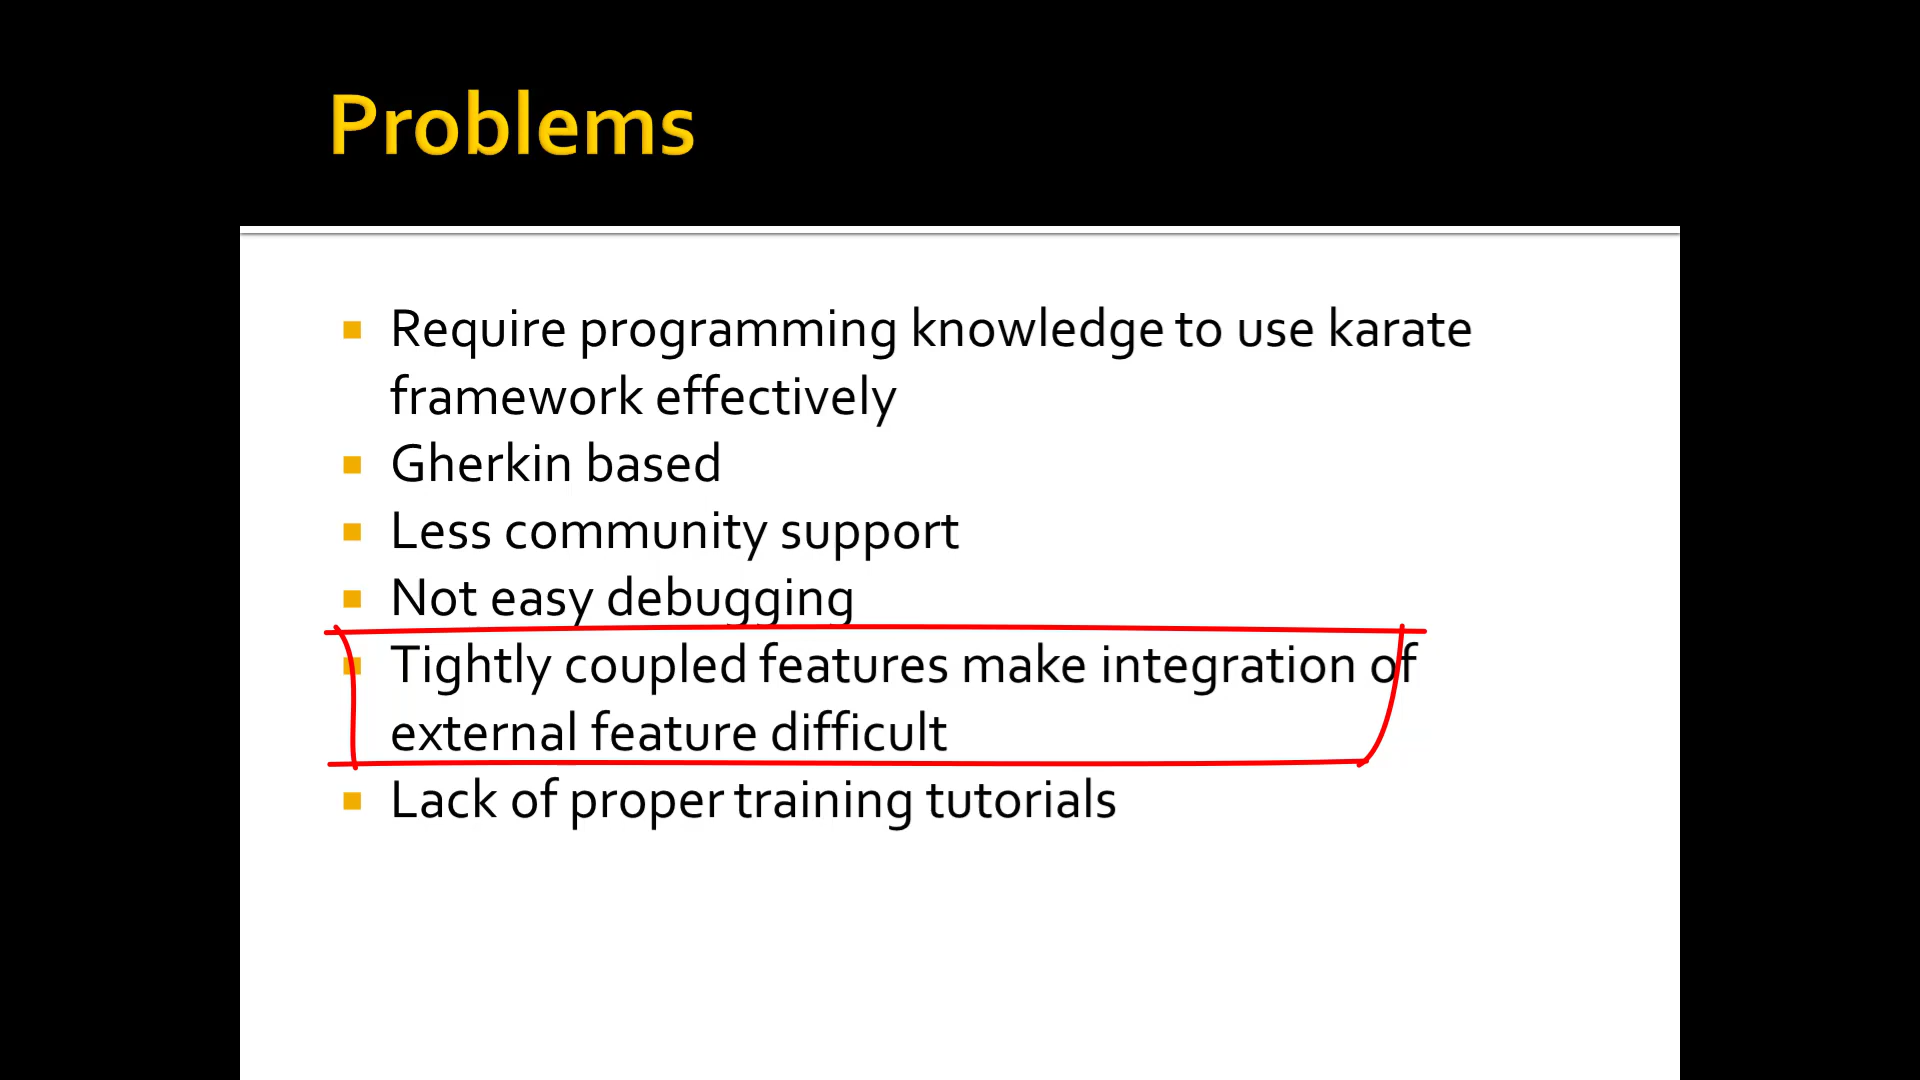 Problems
Require programming knowledge to use karate
framework effectively
Gherkin based
Less community support
Not easy debugging
Tightly coupled features make integration of
external feature difficult
Lack of proper training tutorials